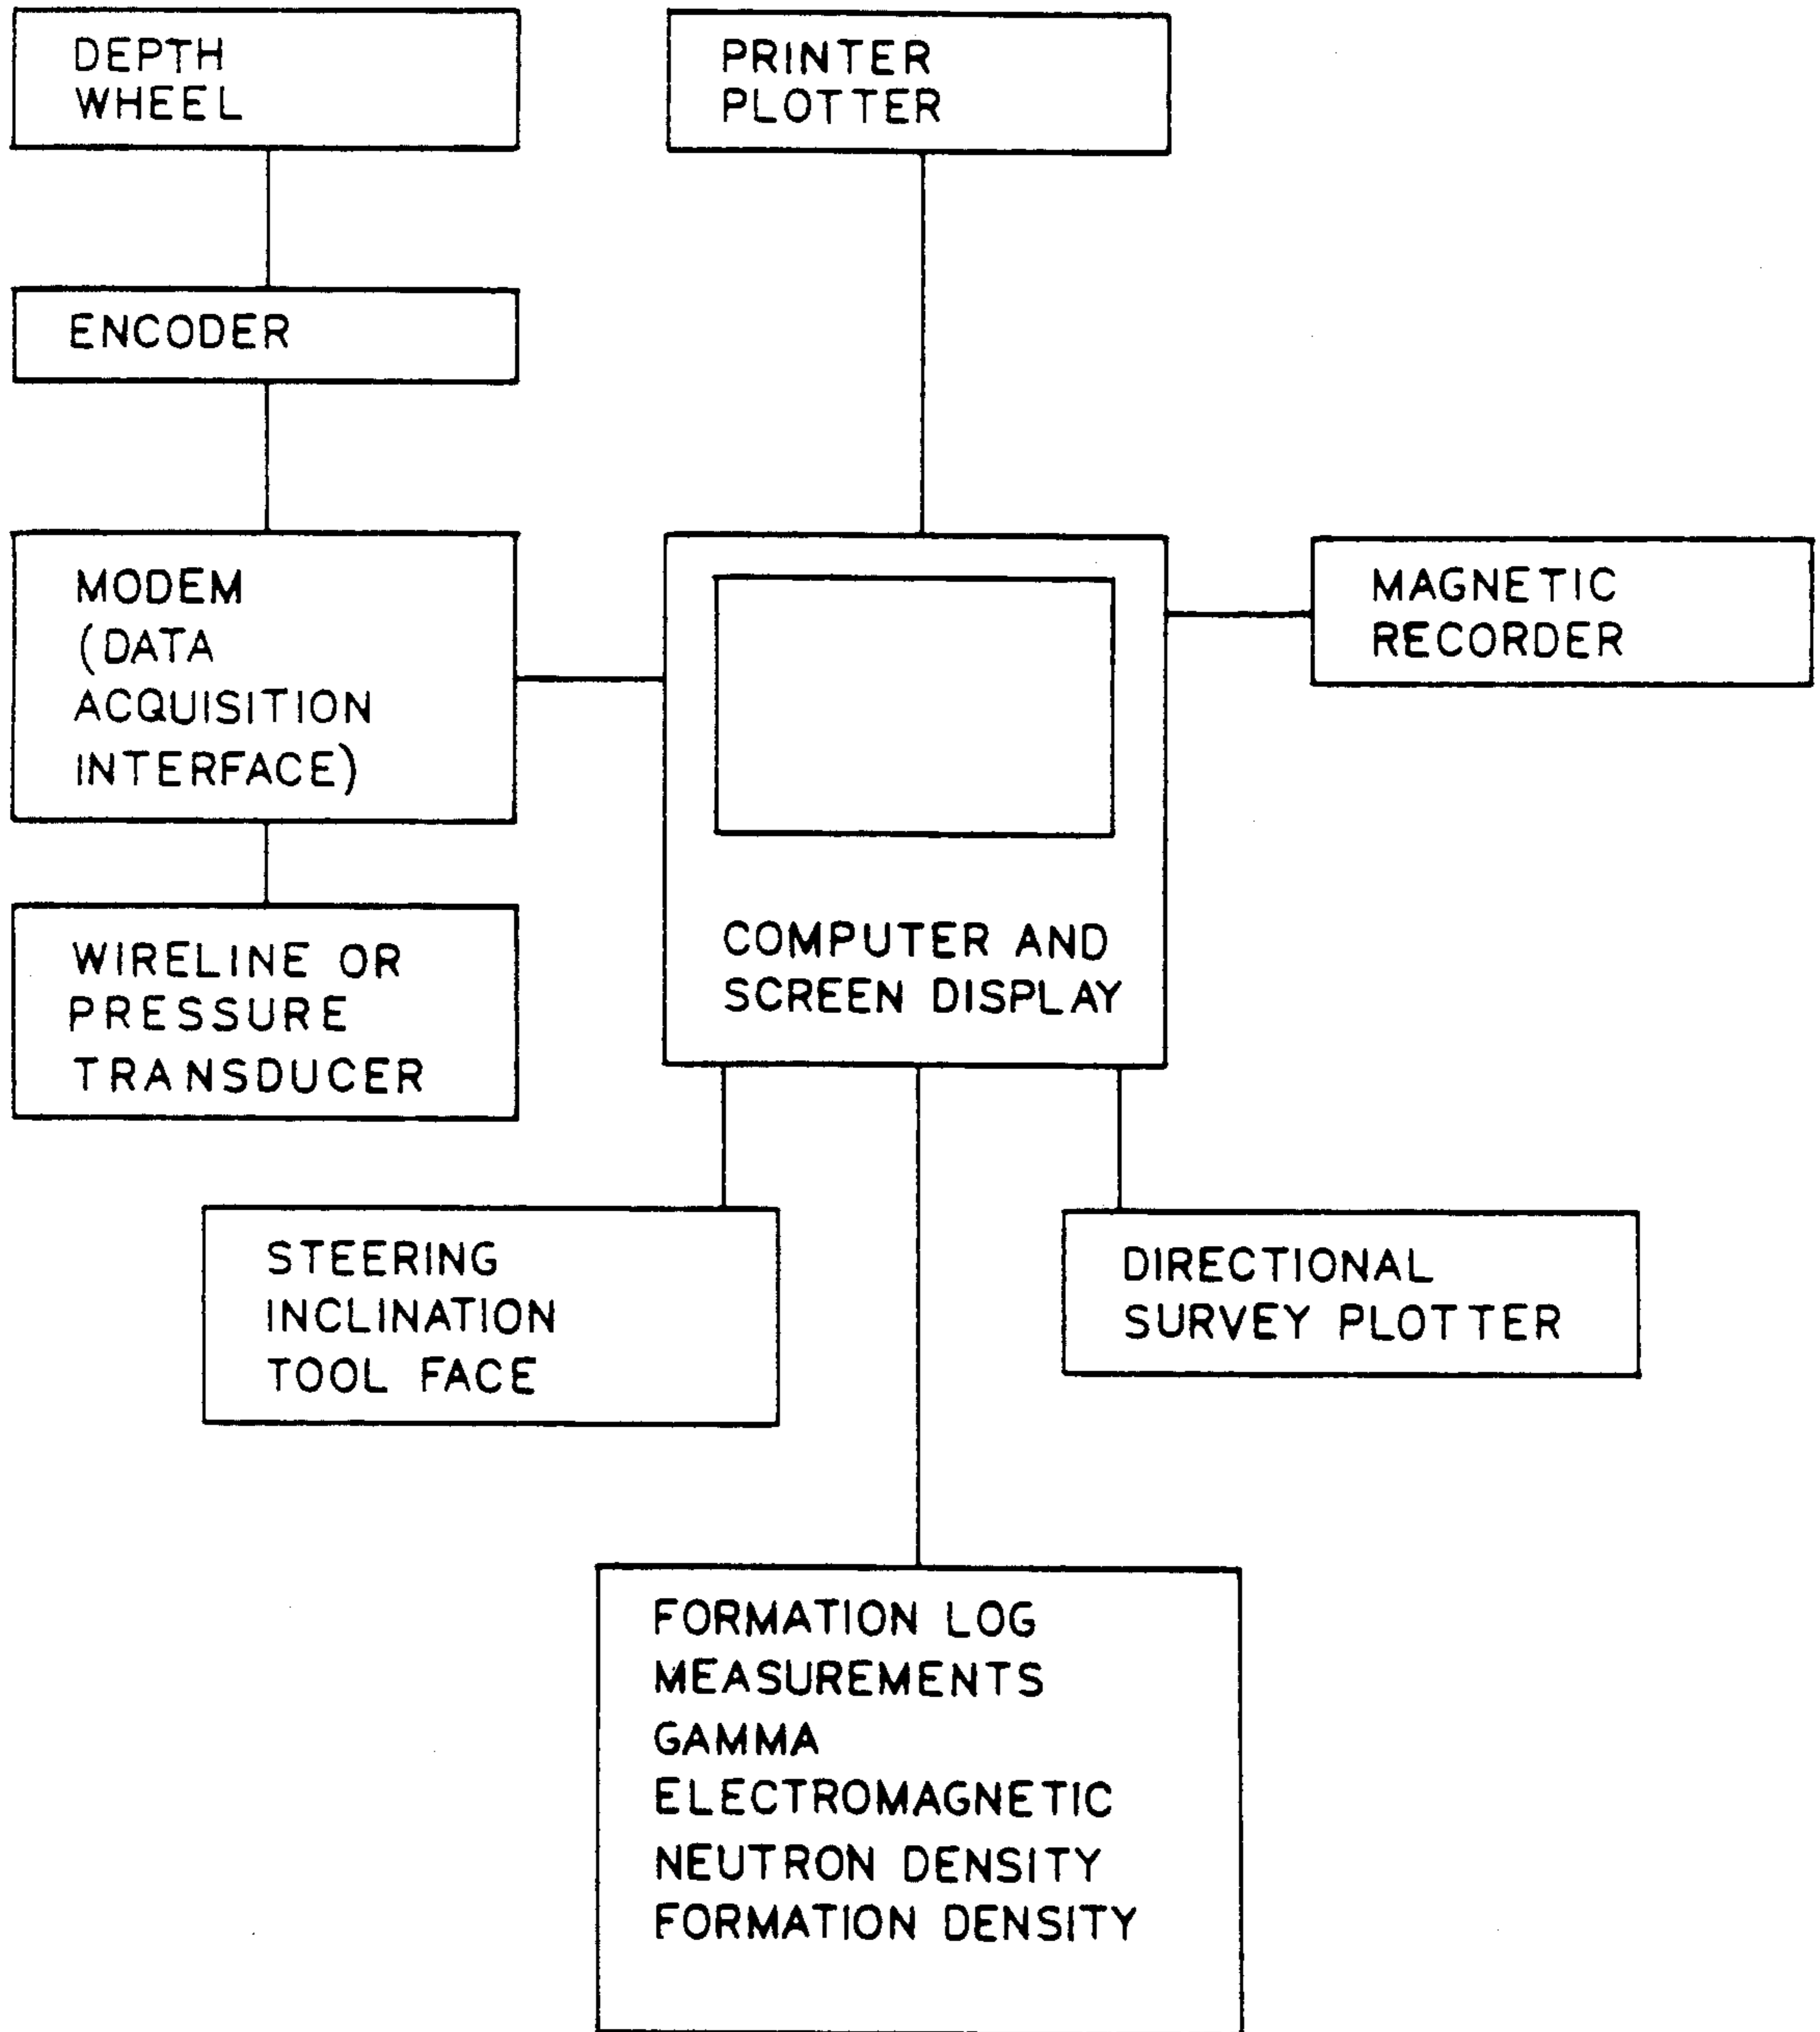 DEPTH
WHEEL
PRINTER
PLOTTER
ENCODER
MODEM
(DATA
ACQUISITION
INTERFACE)
MAGNETIC
RECORDER
WIRELINE OR
PRESSURE
TRANSDUCER
COMPUTER AND
SCREEN DISPLAY
STEERING
INCLINATION
TOOL FACE
DIRECTIONAL
SURVEY PLOTTER
FORMATION LOG
MEASUREMENTS
GAMMA
ELECTROMAGNETIC
NEUTRON DENSITY
FORMATION DENSITY